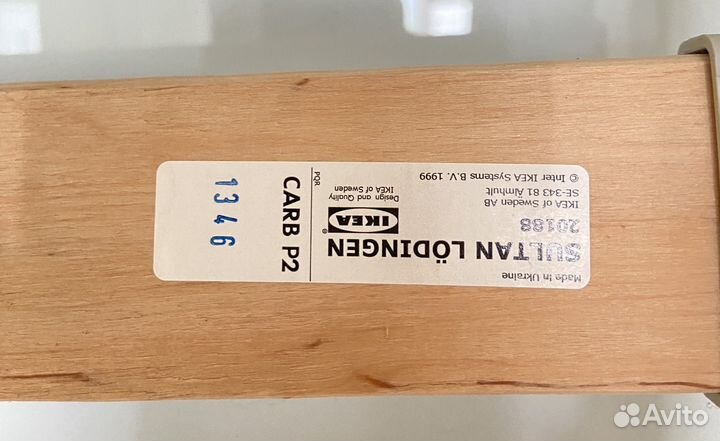 Made in Ukraine
SULTAN LÖDINGEN
20188
IKEA of Sweden AB
SE-343 81 Älmhult
© Inter IKEA Systems B.V. 1999
IKEA®
Design and Quality
IKEA of Sweden
PQR
CARB P2
1346
Avito